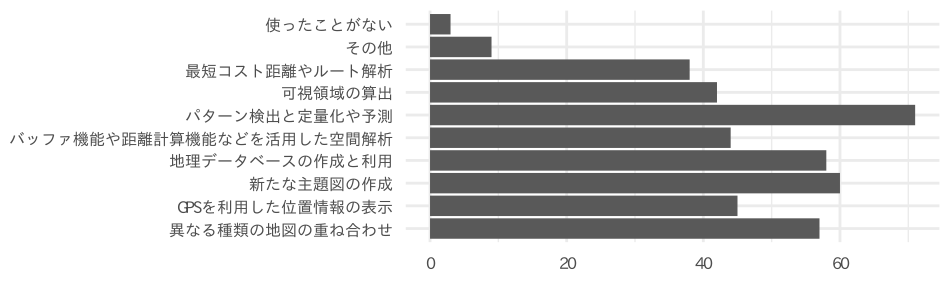 使ったことがない
その他
最短コスト距離やルート解析
可視領域の算出
パターン検出と定量化や予測
バッファ機能や距離計算機能などを活用した空間解析
地理データベースの作成と利用
新たな主題図の作成
GPSを利用した位置情報の表示
異なる種類の地図の重ね合わせ
0 20 40 60